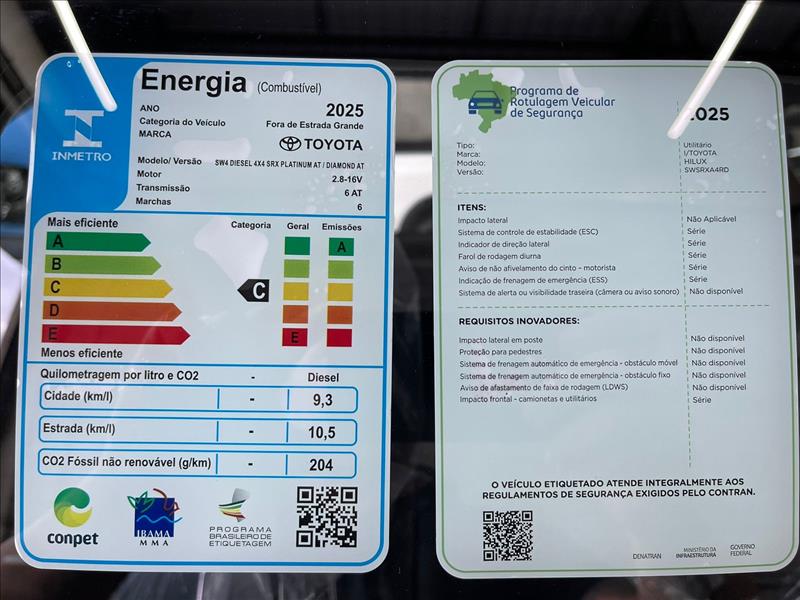 INMETRO
Energia (Combustível)
ANO 2025
Categoria do Veículo Fora de Estrada Grande
MARCA TOYOTA
Modelo/ Versão SW4 DIESEL 4X4 SRX PLATINUM AT / DIAMOND AT
Motor 2.8-16V
Transmissão 6 AT
Marchas 6
Mais eficiente Categoria Geral Emissões
A A
B
C C
D
E E
Menos eficiente
Quilometragem por litro e CO2 - Diesel
Cidade (km/l) - 9,3
Estrada (km/l) - 10,5
CO2 Fóssil não renovável (g/km) - 204
conpet
IBAMA
MMA
PROGRAMA
BRASILEIRO DE
ETIQUETAGEM
Programa de
Rotulagem Veicular
de Segurança
2025
Tipo: Utilitário
Marca: I/TOYOTA
Modelo: HILUX
Versão: SWSRXA4RD
ITENS:
Impacto lateral Não Aplicável
Sistema de controle de estabilidade (ESC) Série
Indicador de direção lateral Série
Farol de rodagem diurna Série
Aviso de não afivelamento do cinto - motorista Série
Indicação de frenagem de emergência (ESS) Série
Sistema de alerta ou visibilidade traseira (câmera ou aviso sonoro) Não disponível
REQUISITOS INOVADORES:
Impacto lateral em poste Não disponível
Proteção para pedestres Não disponível
Sistema de frenagem automático de emergência - obstáculo móvel Não disponível
Sistema de frenagem automático de emergência - obstáculo fixo Não disponível
Aviso de afastamento de faixa de rodagem (LDWS) Não disponível
Impacto frontal - camionetas e utilitários Série
O VEÍCULO ETIQUETADO ATENDE INTEGRALMENTE AOS
REGULAMENTOS DE SEGURANÇA EXIGIDOS PELO CONTRAN.
DENATRAN
MINISTÉRIO DA
INFRAESTRUTURA
GOVERNO
FEDERAL